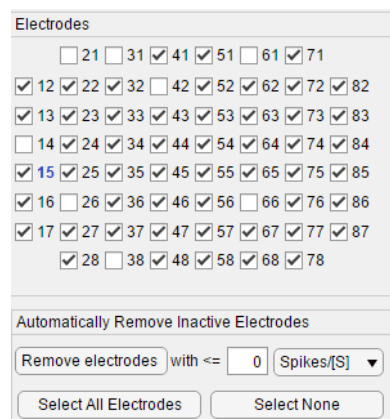 Electrodes
21 31 41 51 61 71
12 22 32 42 52 62 72 82
13 23 33 43 53 63 73 83
14 24 34 44 54 64 74 84
15 25 35 45 55 65 75 85
16 26 36 46 56 66 76 86
17 27 37 47 57 67 77 87
28 38 48 58 68 78
Automatically Remove Inactive Electrodes
Remove electrodes with <= 0 Spikes/[S]
Select All Electrodes Select None